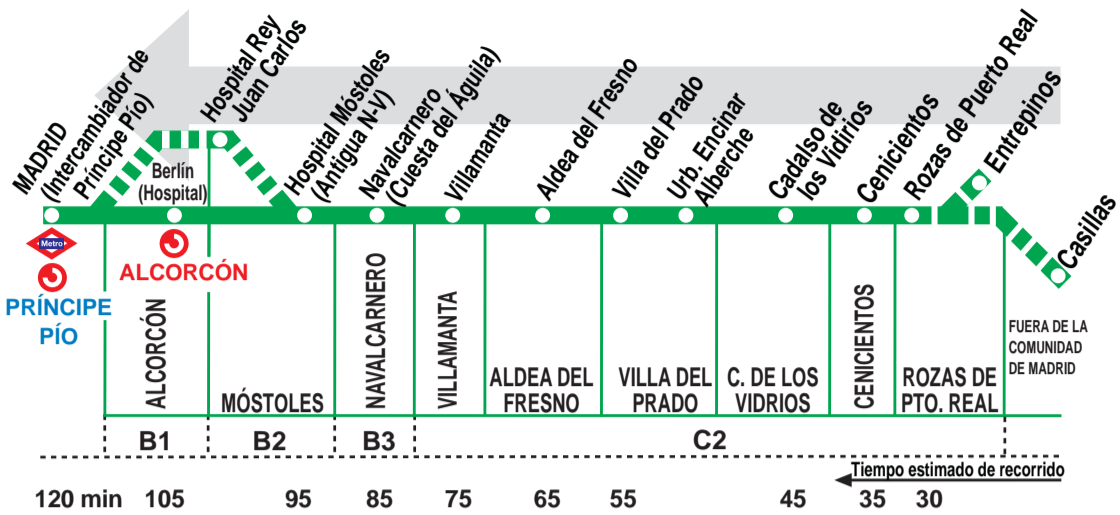 MADRID
(Intercambiador de
Príncipe Pío)
Hospital Rey
Juan Carlos
Berlín
(Hospital)
Hospital Móstoles
(Antigua N-V)
Navalcarnero
(Cuesta del Águila)
Villamanta
Aldea del Fresno
Villa del Prado
Urb. Encinar
Alberche
Cadalso de
los Vidirios
Cenicientos
Rozas de Puerto Real
Entrepinos
Casillas
Metro
PRÍNCIPE
PÍO
ALCORCÓN
ALCORCÓN
MÓSTOLES
NAVALCARNERO
VILLAMANTA
ALDEA DEL
FRESNO
VILLA DEL
PRADO
C. DE LOS
VIDRIOS
CENICIENTOS
ROZAS DE
PTO. REAL
FUERA DE LA
COMUNIDAD
DE MADRID
B1 B2 B3 C2
Tiempo estimado de recorrido
120 min 105 95 85 75 65 55 45 35 30